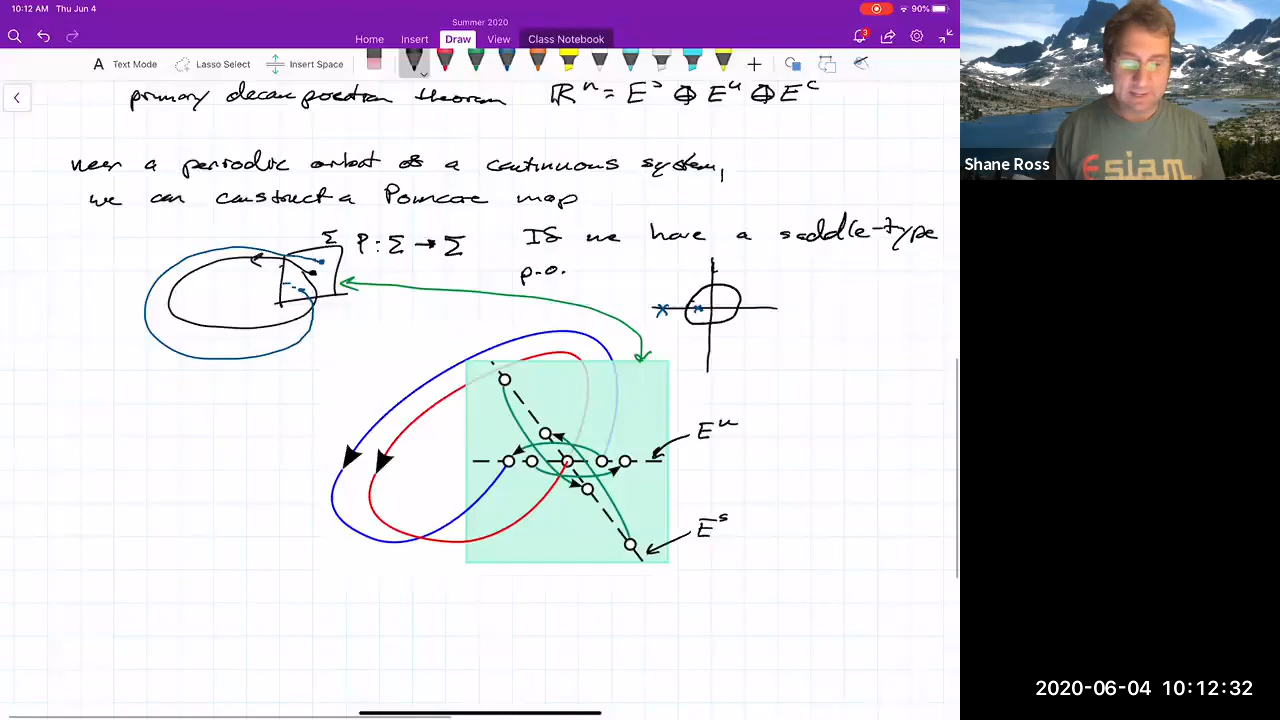 10:12 AM Thu Jun 4
90%
Summer 2020
Home Insert Draw View Class Notebook
3
A Text Mode Lasso Select Insert Space
primary decomposition theorem ℝⁿ = Eˢ ⊕ Eᵘ ⊕ Eᶜ
near a periodic orbit of a continuous system,
we can construct a Poincare map
Σ P : Σ → Σ If we have a saddle-type
p.o.
Eᵘ
Eˢ
Shane Ross
Esiam
2020-06-04 10:12:32